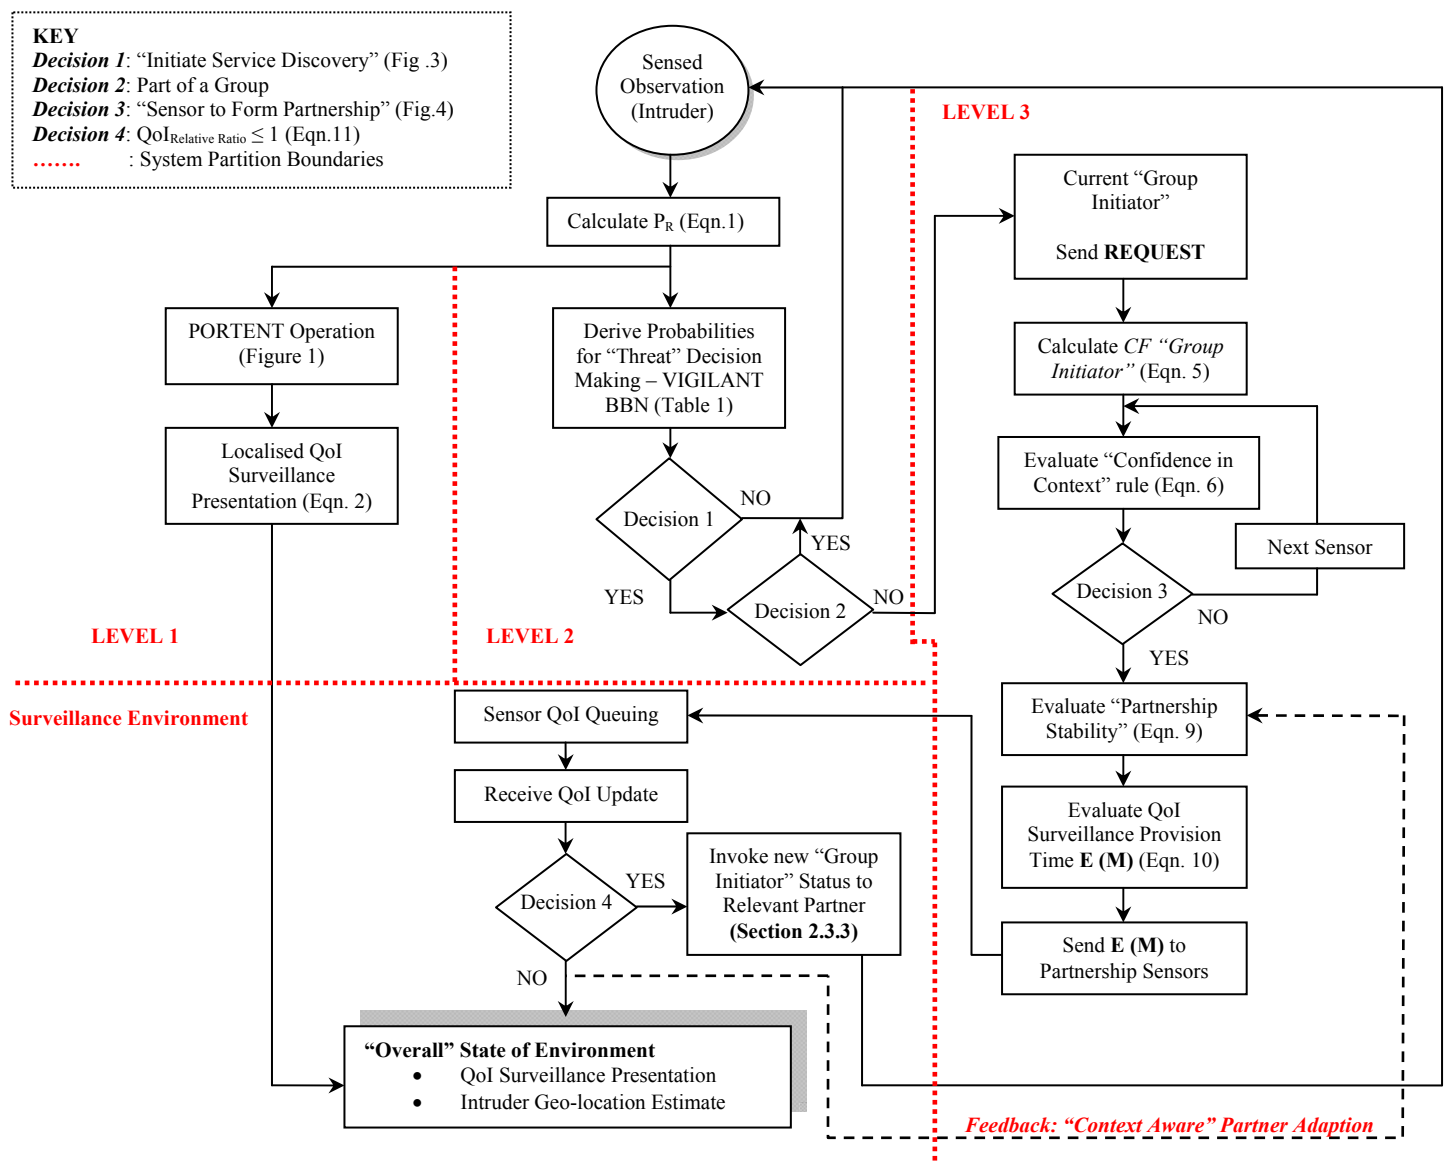 KEY
Decision 1: “Initiate Service Discovery” (Fig .3)
Decision 2: Part of a Group
Decision 3: “Sensor to Form Partnership” (Fig.4)
Decision 4: QoIRelative Ratio ≤ 1 (Eqn.11)
....... : System Partition Boundaries
Sensed
Observation
(Intruder)
LEVEL 3
Calculate PR (Eqn.1)
Current “Group
Initiator”
Send REQUEST
PORTENT Operation
(Figure 1)
Derive Probabilities
for “Threat” Decision
Making – VIGILANT
BBN (Table 1)
Calculate CF “Group
Initiator” (Eqn. 5)
Localised QoI
Surveillance
Presentation (Eqn. 2)
Evaluate “Confidence in
Context” rule (Eqn. 6)
Decision 1
NO
YES
Next Sensor
YES
Decision 2
NO
Decision 3
NO
YES
LEVEL 1
LEVEL 2
Surveillance Environment
Sensor QoI Queuing
Evaluate “Partnership
Stability” (Eqn. 9)
Receive QoI Update
Evaluate QoI
Surveillance Provision
Time E (M) (Eqn. 10)
Decision 4
YES
Invoke new “Group
Initiator” Status to
Relevant Partner
(Section 2.3.3)
Send E (M) to
Partnership Sensors
NO
“Overall” State of Environment
• QoI Surveillance Presentation
• Intruder Geo-location Estimate
Feedback: “Context Aware” Partner Adaption